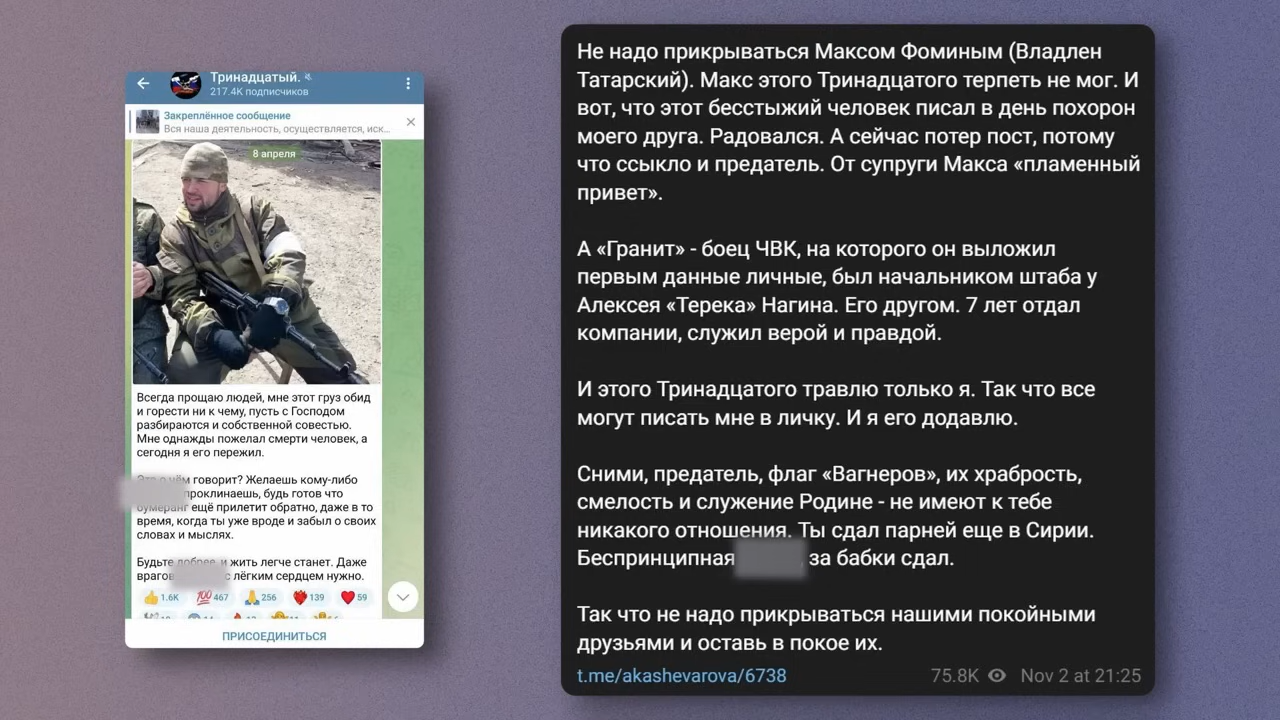 Тринадцатый.
217.4K подписчиков
Закреплённое сообщение
Вся наша деятельность, осуществляется, иск...
8 апреля
Всегда прощаю людей, мне этот груз обид
и горести ни к чему, пусть с Господом
разбираются и собственной совестью.
Мне однажды пожелал смерти человек, а
сегодня я его пережил.
Это о чём говорит? Желаешь кому-либо
проклинаешь, будь готов что
бумеранг ещё прилетит обратно, даже в то
время, когда ты уже вроде и забыл о своих
словах и мыслях.
Будьте добрее, и жить легче станет. Даже
врагов с лёгким сердцем нужно.
1.6K 467 256 139 59
ПРИСОЕДИНИТЬСЯ
Не надо прикрываться Максом Фоминым (Владлен
Татарский). Макс этого Тринадцатого терпеть не мог. И
вот, что этот бесстыжий человек писал в день похорон
моего друга. Радовался. А сейчас потер пост, потому
что ссыкло и предатель. От супруги Макса «пламенный
привет».
А «Гранит» - боец ЧВК, на которого он выложил
первым данные личные, был начальником штаба у
Алексея «Терека» Нагина. Его другом. 7 лет отдал
компании, служил верой и правдой.
И этого Тринадцатого травлю только я. Так что все
могут писать мне в личку. И я его додавлю.
Сними, предатель, флаг «Вагнеров», их храбрость,
смелость и служение Родине - не имеют к тебе
никакого отношения. Ты сдал парней еще в Сирии.
Беспринципная за бабки сдал.
Так что не надо прикрываться нашими покойными
друзьями и оставь в покое их.
t.me/akashevarova/6738
75.8K Nov 2 at 21:25